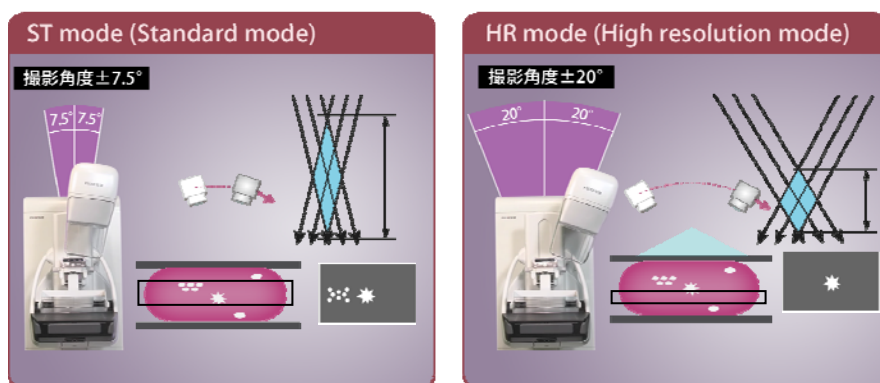 ST mode (Standard mode)
撮影角度±7.5°
7.5° 7.5°
HR mode (High resolution mode)
撮影角度±20°
20° 20°